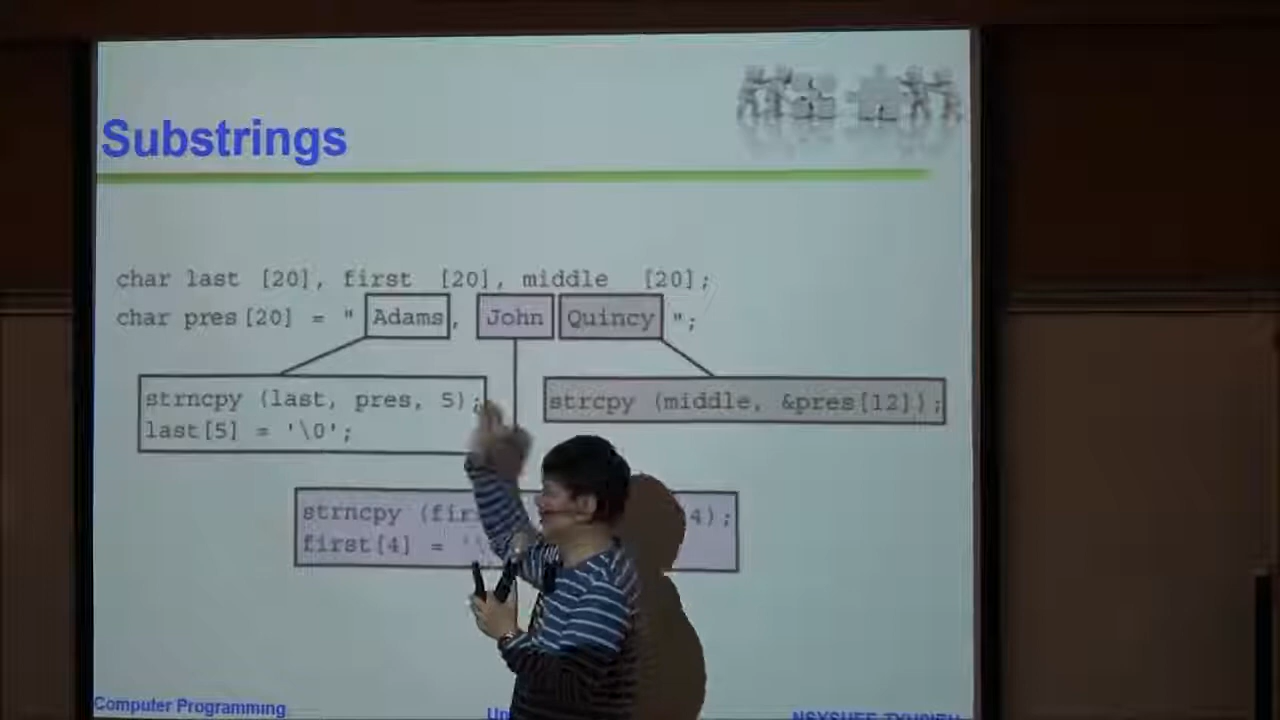 Substrings
char last [20], first [20], middle [20];
char pres[20] = " Adams, John Quincy ";
strncpy (last, pres, 5);
last[5] = '\0';
strcpy (middle, &pres[12]);
strncpy (fir 4);
first[4] = '\
Computer Programming